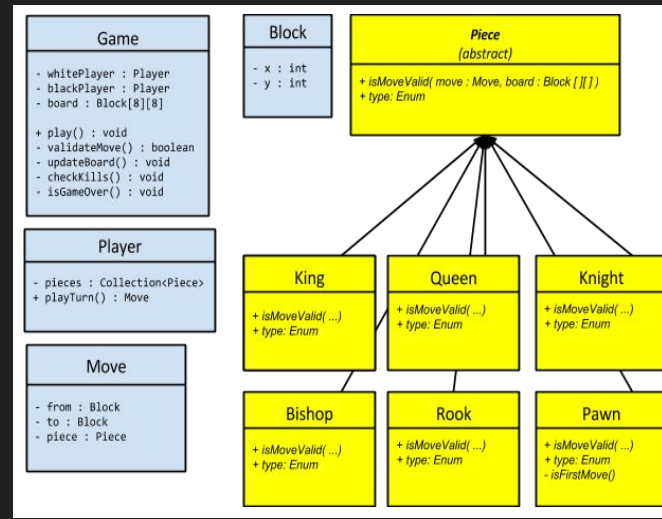 Game
- whitePlayer : Player
- blackPlayer : Player
- board : Block[8][8]
+ play() : void
- validateMove() : boolean
- updateBoard() : void
- checkKills() : void
- isGameOver() : void
Block
- x : int
- y : int
Piece
(abstract)
+ isMoveValid( move : Move, board : Block [ ][ ] )
+ type: Enum
Player
- pieces : Collection<Piece>
+ playTurn() : Move
Move
- from : Block
- to : Block
- piece : Piece
King
+ isMoveValid( ...)
+ type: Enum
Queen
+ isMoveValid( ...)
+ type: Enum
Knight
+ isMoveValid( ...)
+ type: Enum
Bishop
+ isMoveValid( ...)
+ type: Enum
Rook
+ isMoveValid( ...)
+ type: Enum
Pawn
+ isMoveValid( ...)
+ type: Enum
- isFirstMove()